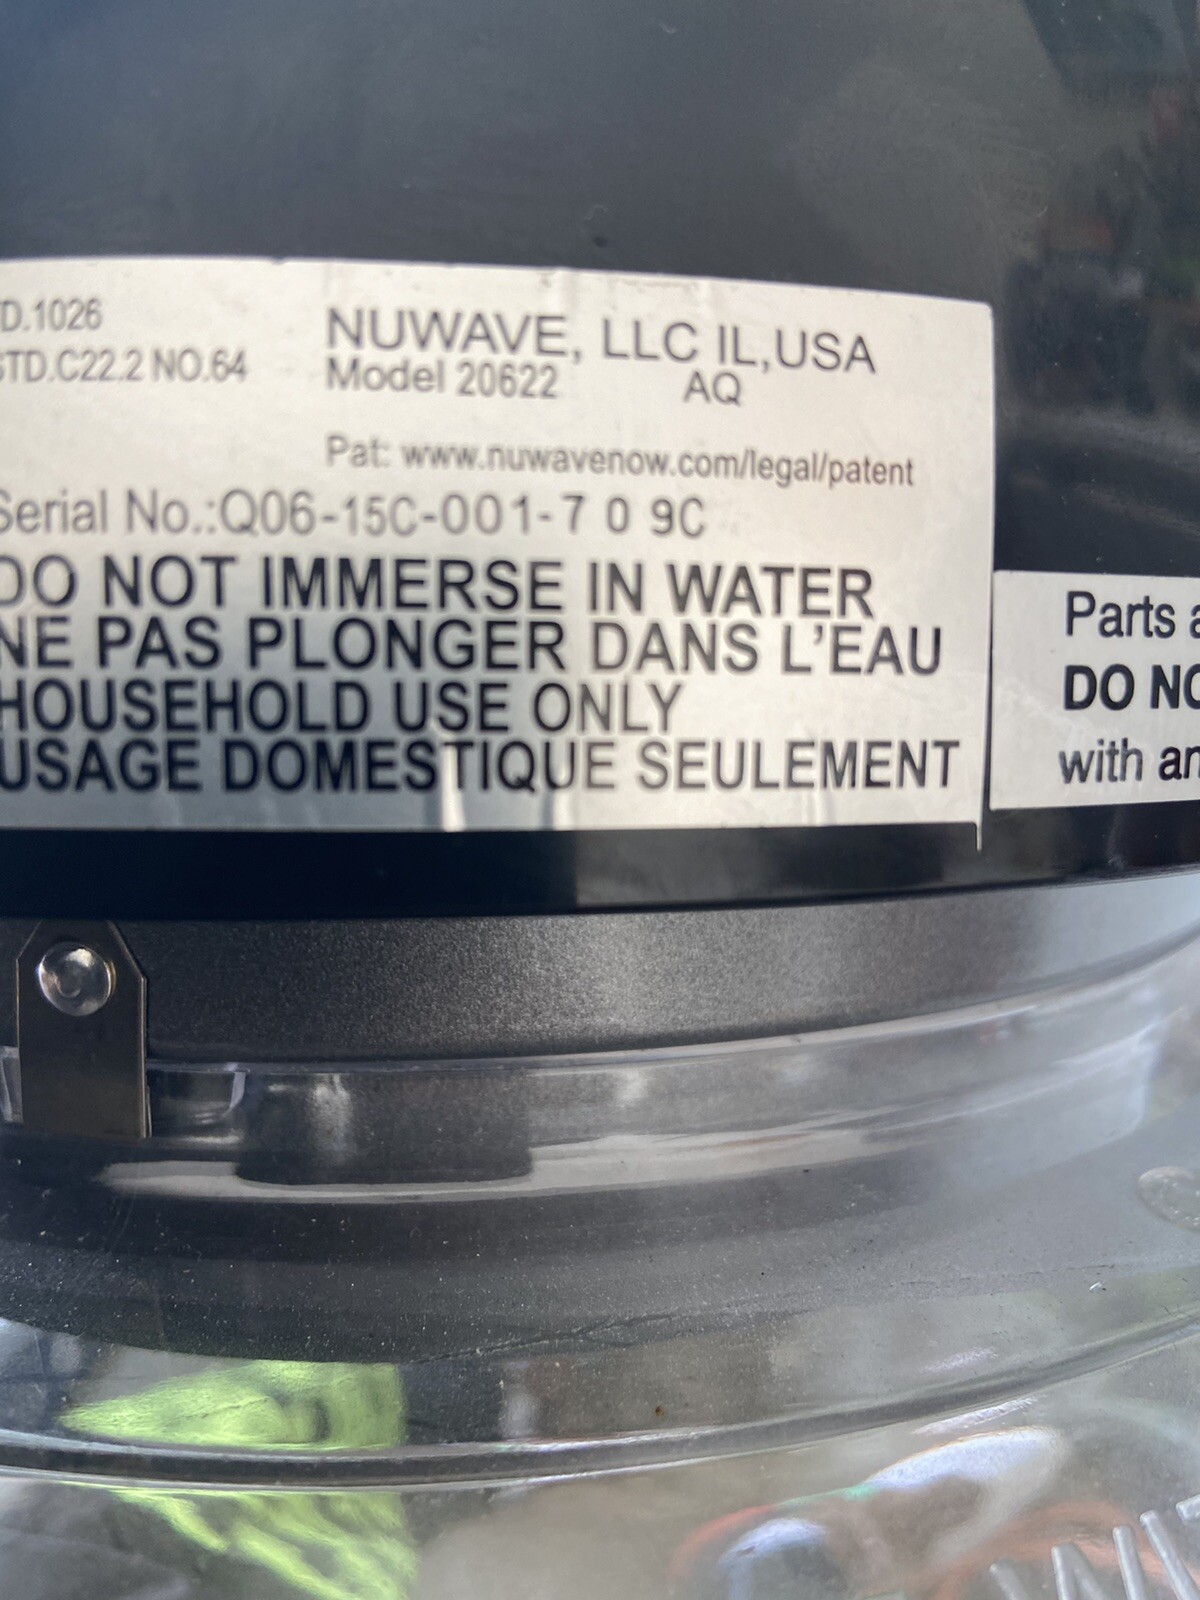 TD.1026
STD.C22.2 NO.64
NUWAVE, LLC IL,USA
Model 20622 AQ
Pat: www.nuwavenow.com/legal/patent
Serial No.:Q06-15C-001-7 0 9C
DO NOT IMMERSE IN WATER
NE PAS PLONGER DANS L'EAU
HOUSEHOLD USE ONLY
USAGE DOMESTIQUE SEULEMENT
Parts
DO
with